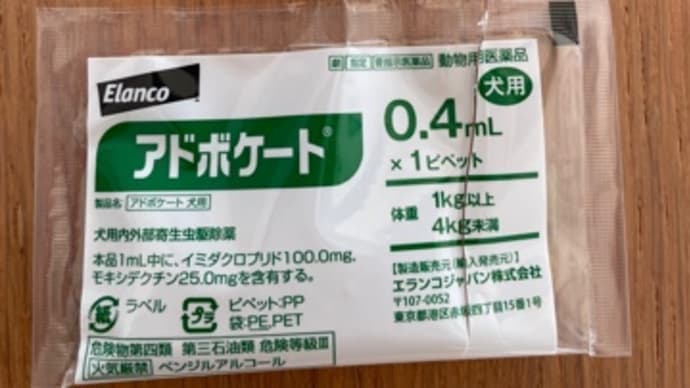 Elanco
劇 指定 要指示医薬品 動物用医薬品
犬用
アドボケート®
0.4mL
×1ピペット
製品名: アドボケート 犬用
体重 1kg以上
4kg未満
犬用内外部寄生虫駆除薬
本品1mL中に、イミダクロプリド100.0mg、
モキシデクチン25.0mgを含有する。
【製造販売元(輸入発売元)】
エランコジャパン株式会社
〒107-0052
東京都港区赤坂四丁目15番1号
紙 ラベル
プラ ピペット:PP
袋:PE,PET
危険物第四類 第三石油類 危険等級Ⅲ
火気厳禁 ベンジルアルコール